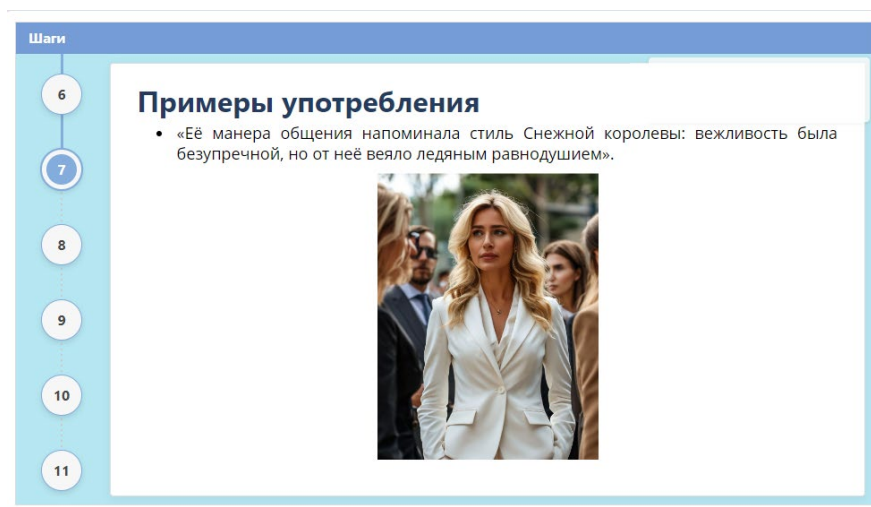 Шаги
6
Примеры употребления
• «Её манера общения напоминала стиль Снежной королевы: вежливость была
безупречной, но от неё веяло ледяным равнодушием».
7
8
9
10
11